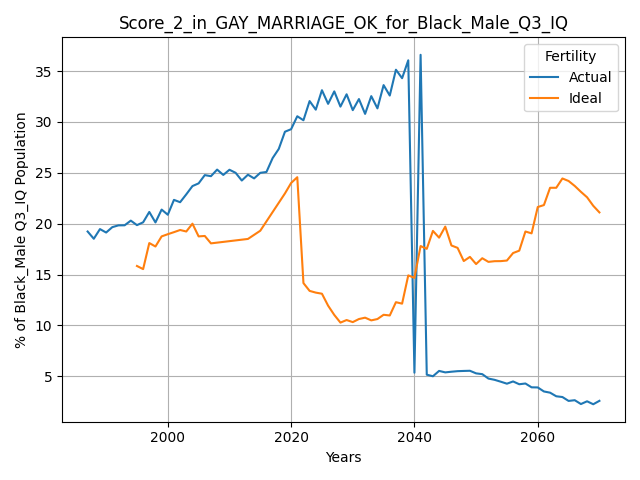 Score_2_in_GAY_MARRIAGE_OK_for_Black_Male_Q3_IQ
Fertility
Actual
Ideal
% of Black_Male Q3_IQ Population
35
30
25
20
15
10
5
2000 2020 2040 2060
Years